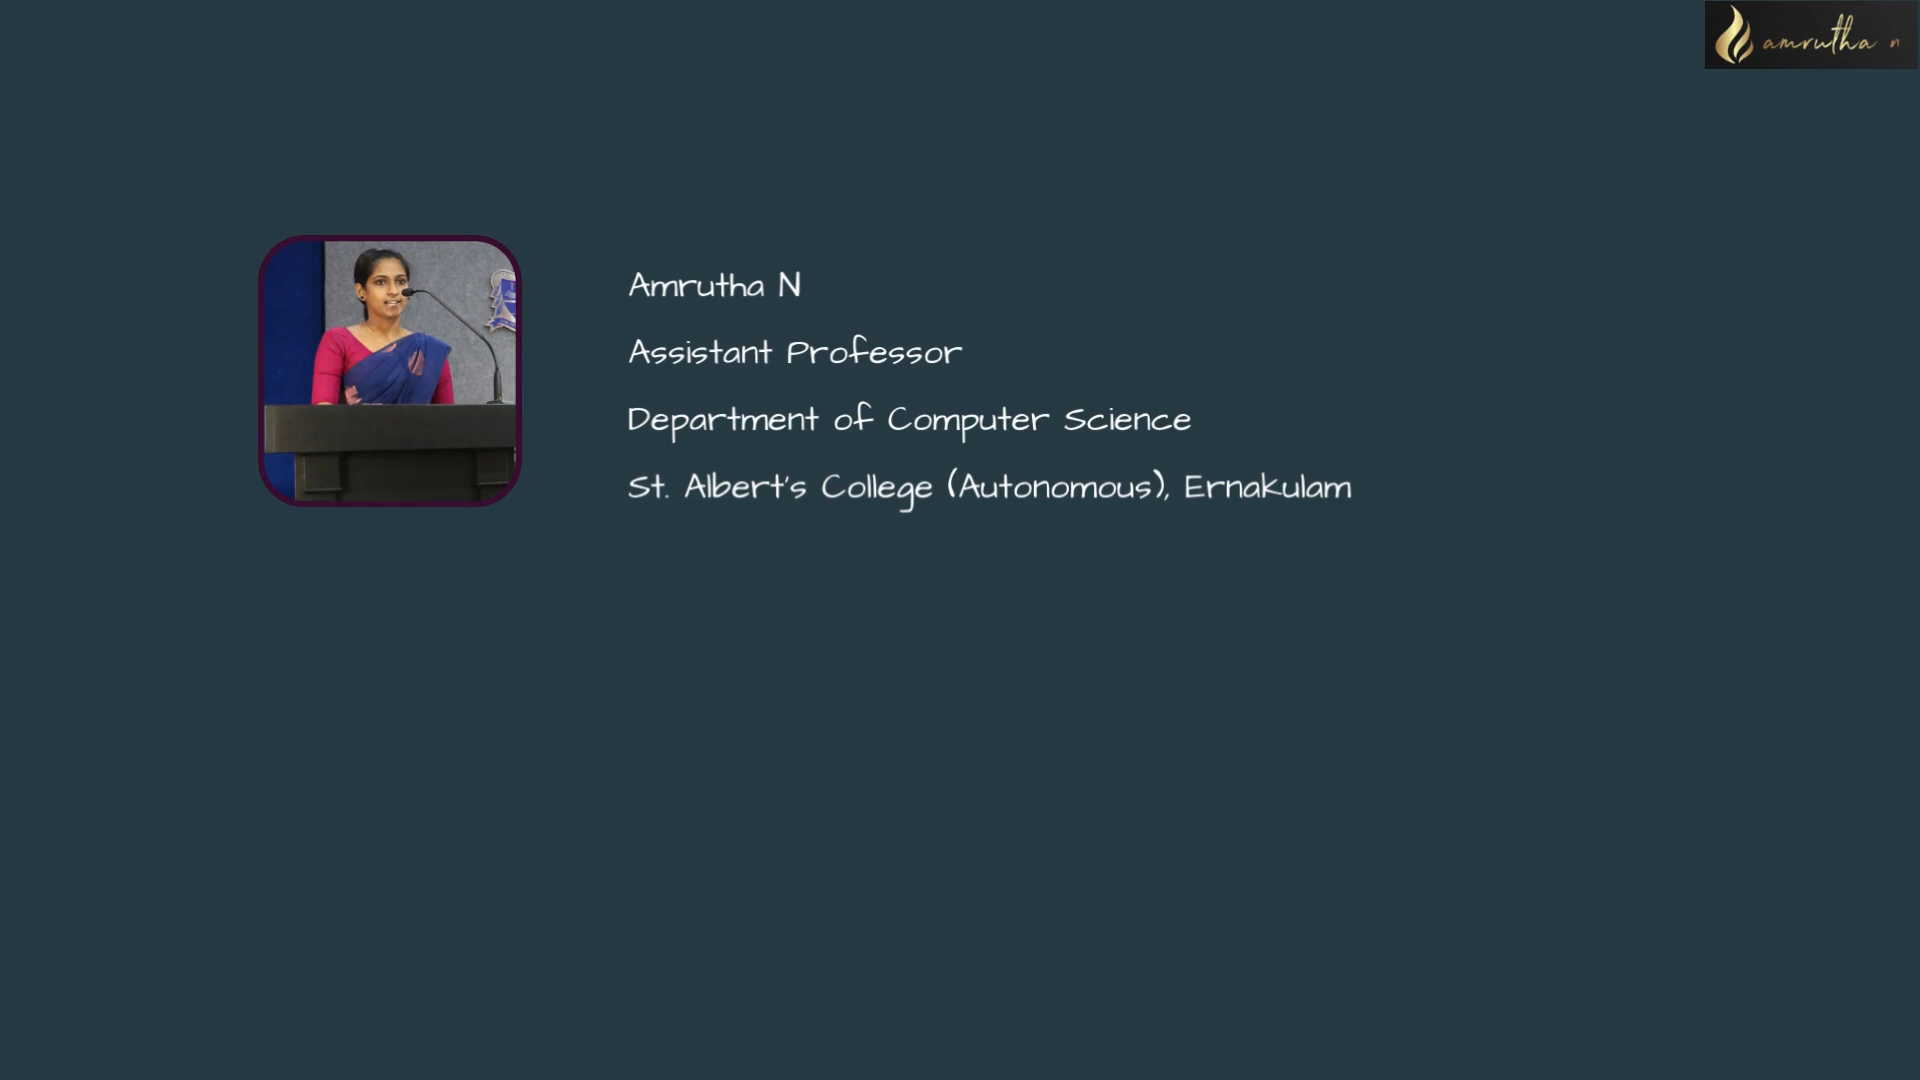 amrutha n
Amrutha N
Assistant Professor
Department of Computer Science
St. Albert's College (Autonomous), Ernakulam